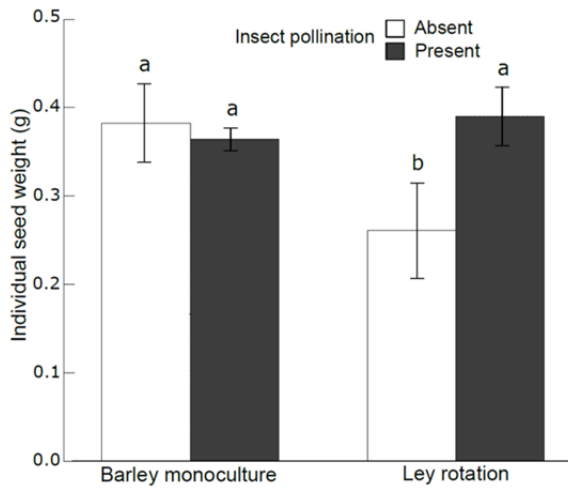 0.5
Insect pollination
Absent
Present
a
a
a
0.4
b
0.3
0.2
0.1
0.0
Individual seed weight (g)
Barley monoculture
Ley rotation